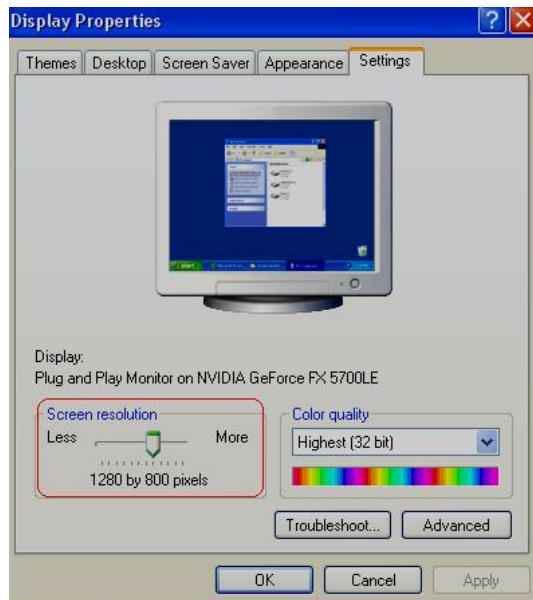 Display Properties
Themes Desktop Screen Saver Appearance Settings
Display:
Plug and Play Monitor on NVIDIA GeForce FX 5700LE
Screen resolution
Less More
1280 by 800 pixels
Color quality
Highest (32 bit)
Troubleshoot... Advanced
OK Cancel Apply